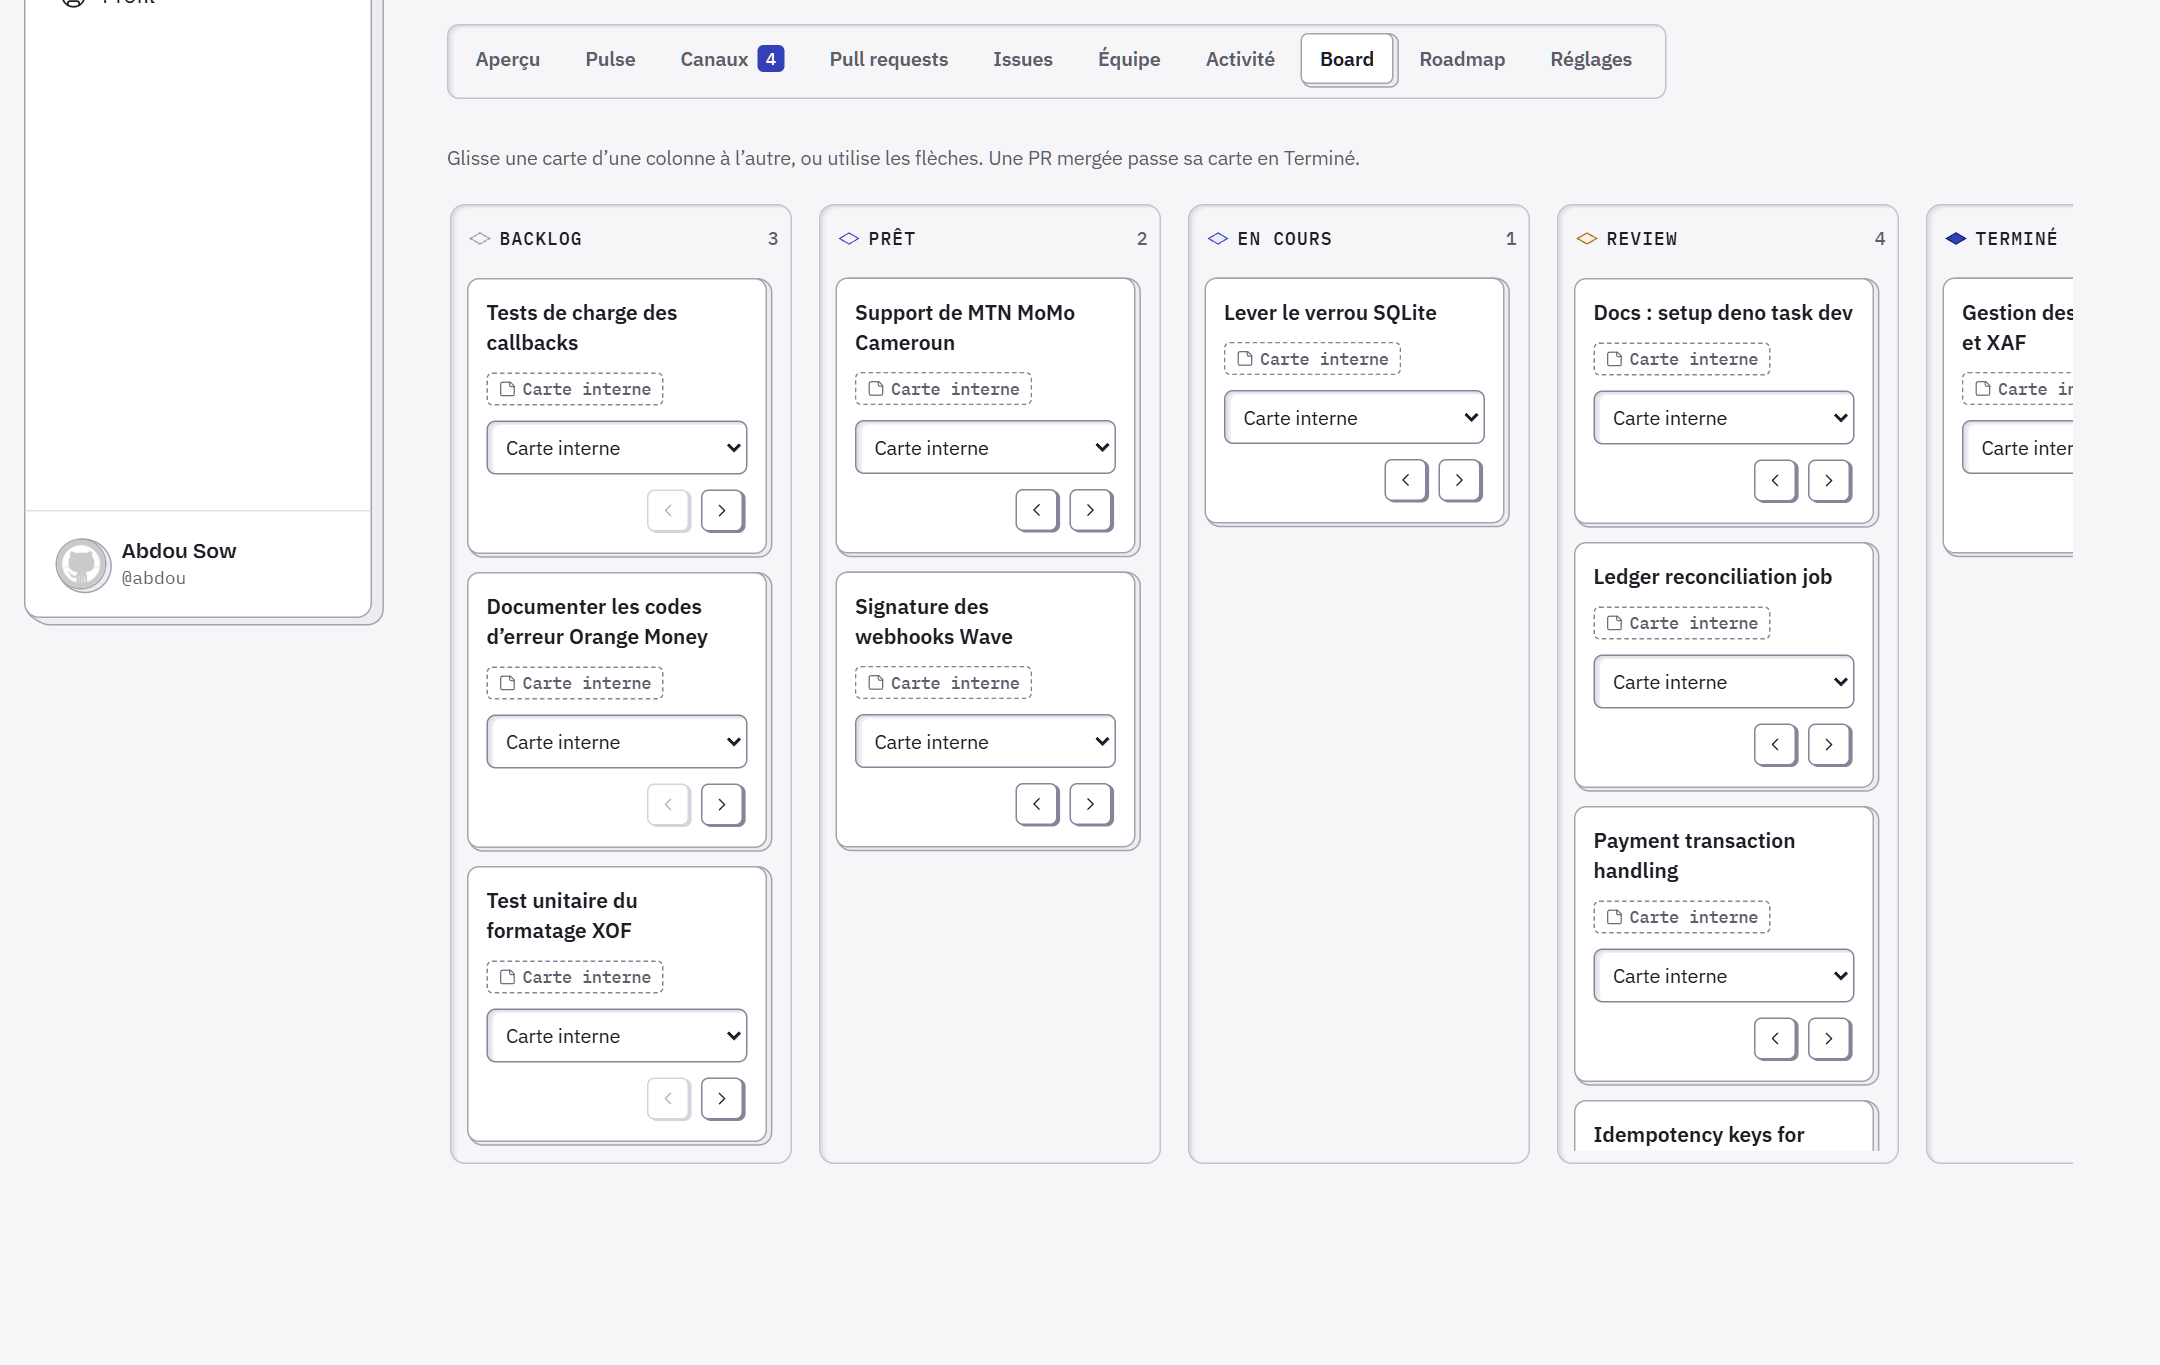 Aperçu Pulse Canaux 4 Pull requests Issues Équipe Activité Board Roadmap Réglages
Glisse une carte d’une colonne à l’autre, ou utilise les flèches. Une PR mergée passe sa carte en Terminé.
BACKLOG 3
Tests de charge des
callbacks
Carte interne
Carte interne
Documenter les codes
d’erreur Orange Money
Carte interne
Carte interne
Test unitaire du
formatage XOF
Carte interne
Carte interne
PRÊT 2
Support de MTN MoMo
Cameroun
Carte interne
Carte interne
Signature des
webhooks Wave
Carte interne
Carte interne
EN COURS 1
Lever le verrou SQLite
Carte interne
Carte interne
REVIEW 4
Docs : setup deno task dev
Carte interne
Carte interne
Ledger reconciliation job
Carte interne
Carte interne
Payment transaction
handling
Carte interne
Carte interne
Idempotency keys for
TERMINÉ
Gestion des
et XAF
Carte in
Carte inter
Abdou Sow
@abdou